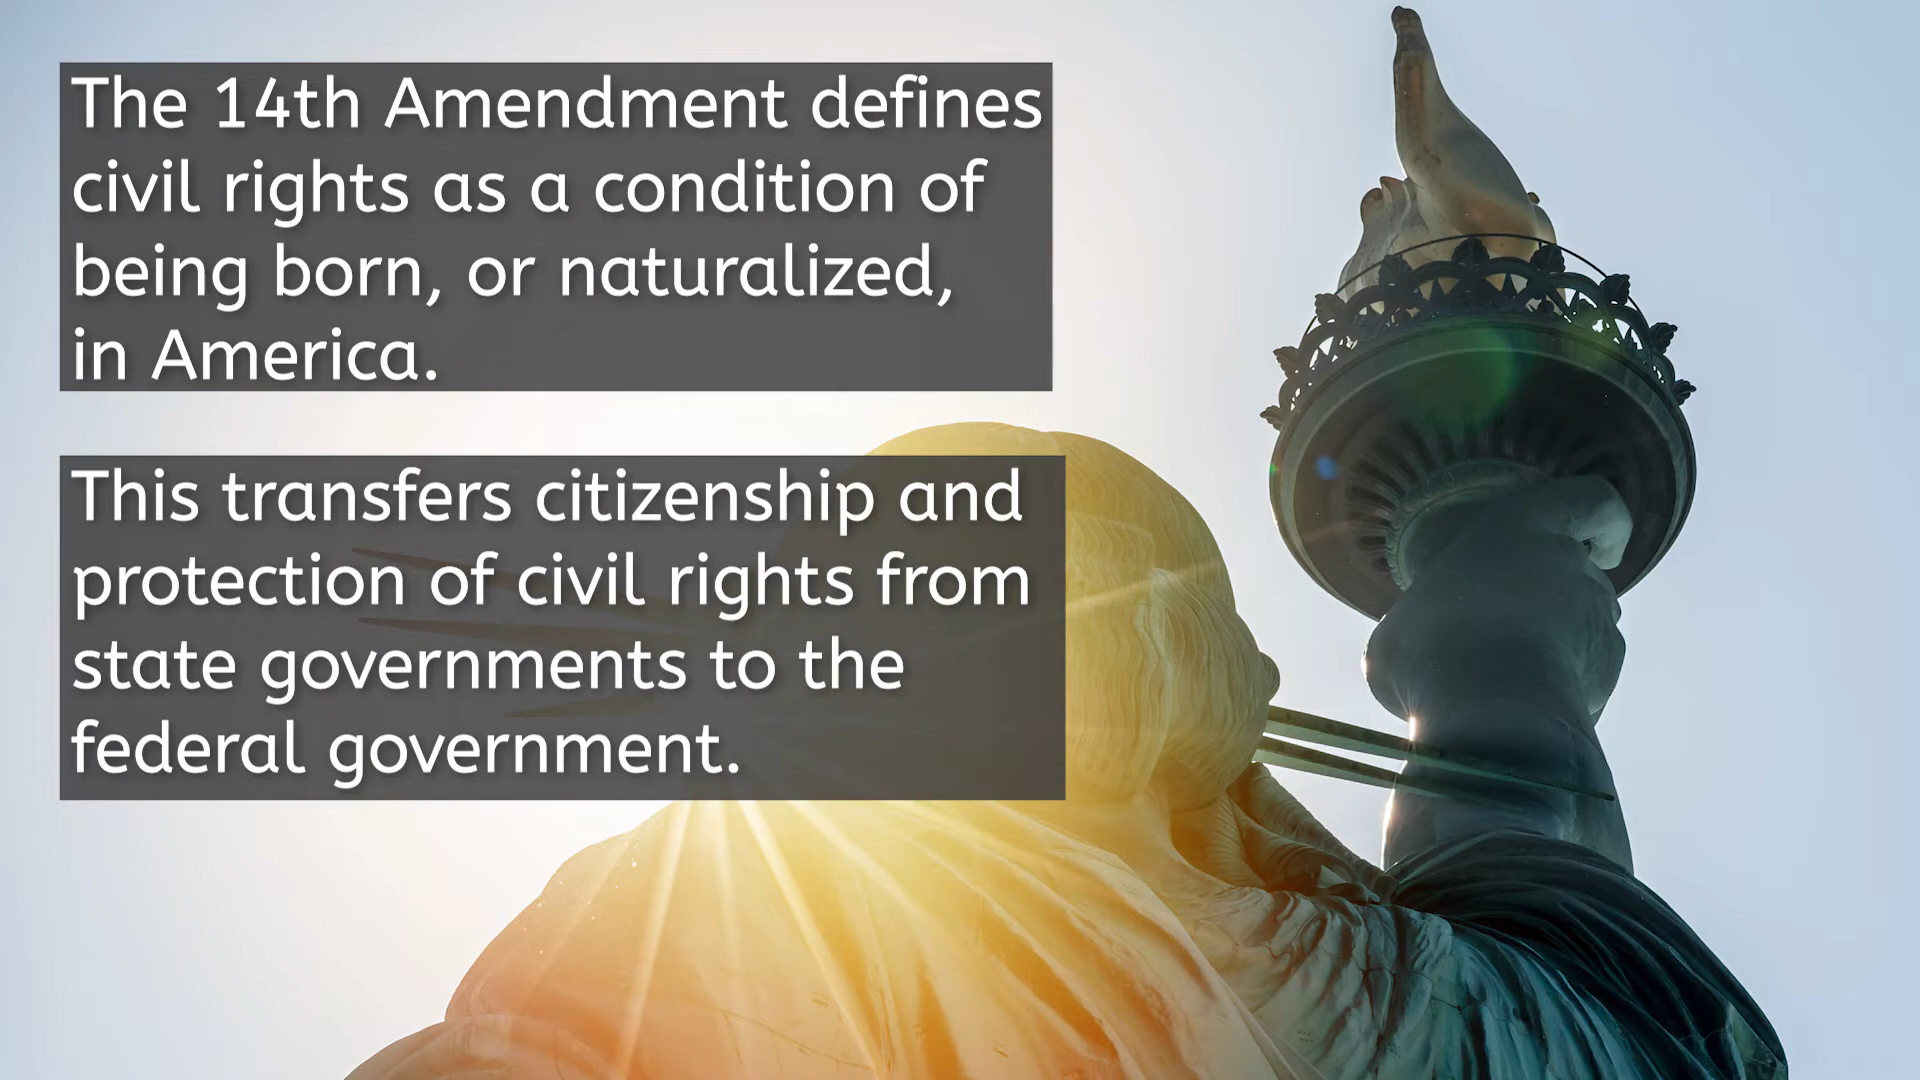 The 14th Amendment defines
civil rights as a condition of
being born, or naturalized,
in America.
This transfers citizenship and
protection of civil rights from
state governments to the
federal government.